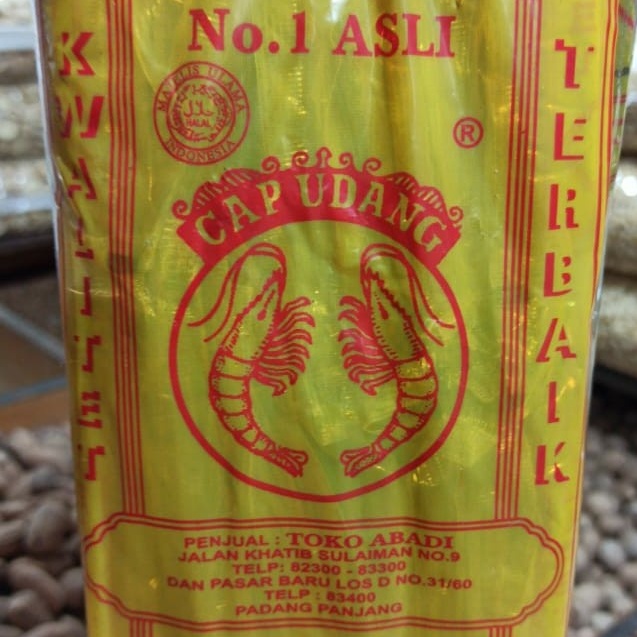 No.1 ASLI
MAJELIS ULAMA
HALAL
INDONESIA
®
CAP UDANG
KWALITET
TERBAIK
PENJUAL : TOKO ABADI
JALAN KHATIB SULAIMAN NO.9
TELP: 82300 - 83300
DAN PASAR BARU LOS D NO.31/60
TELP : 83400
PADANG PANJANG